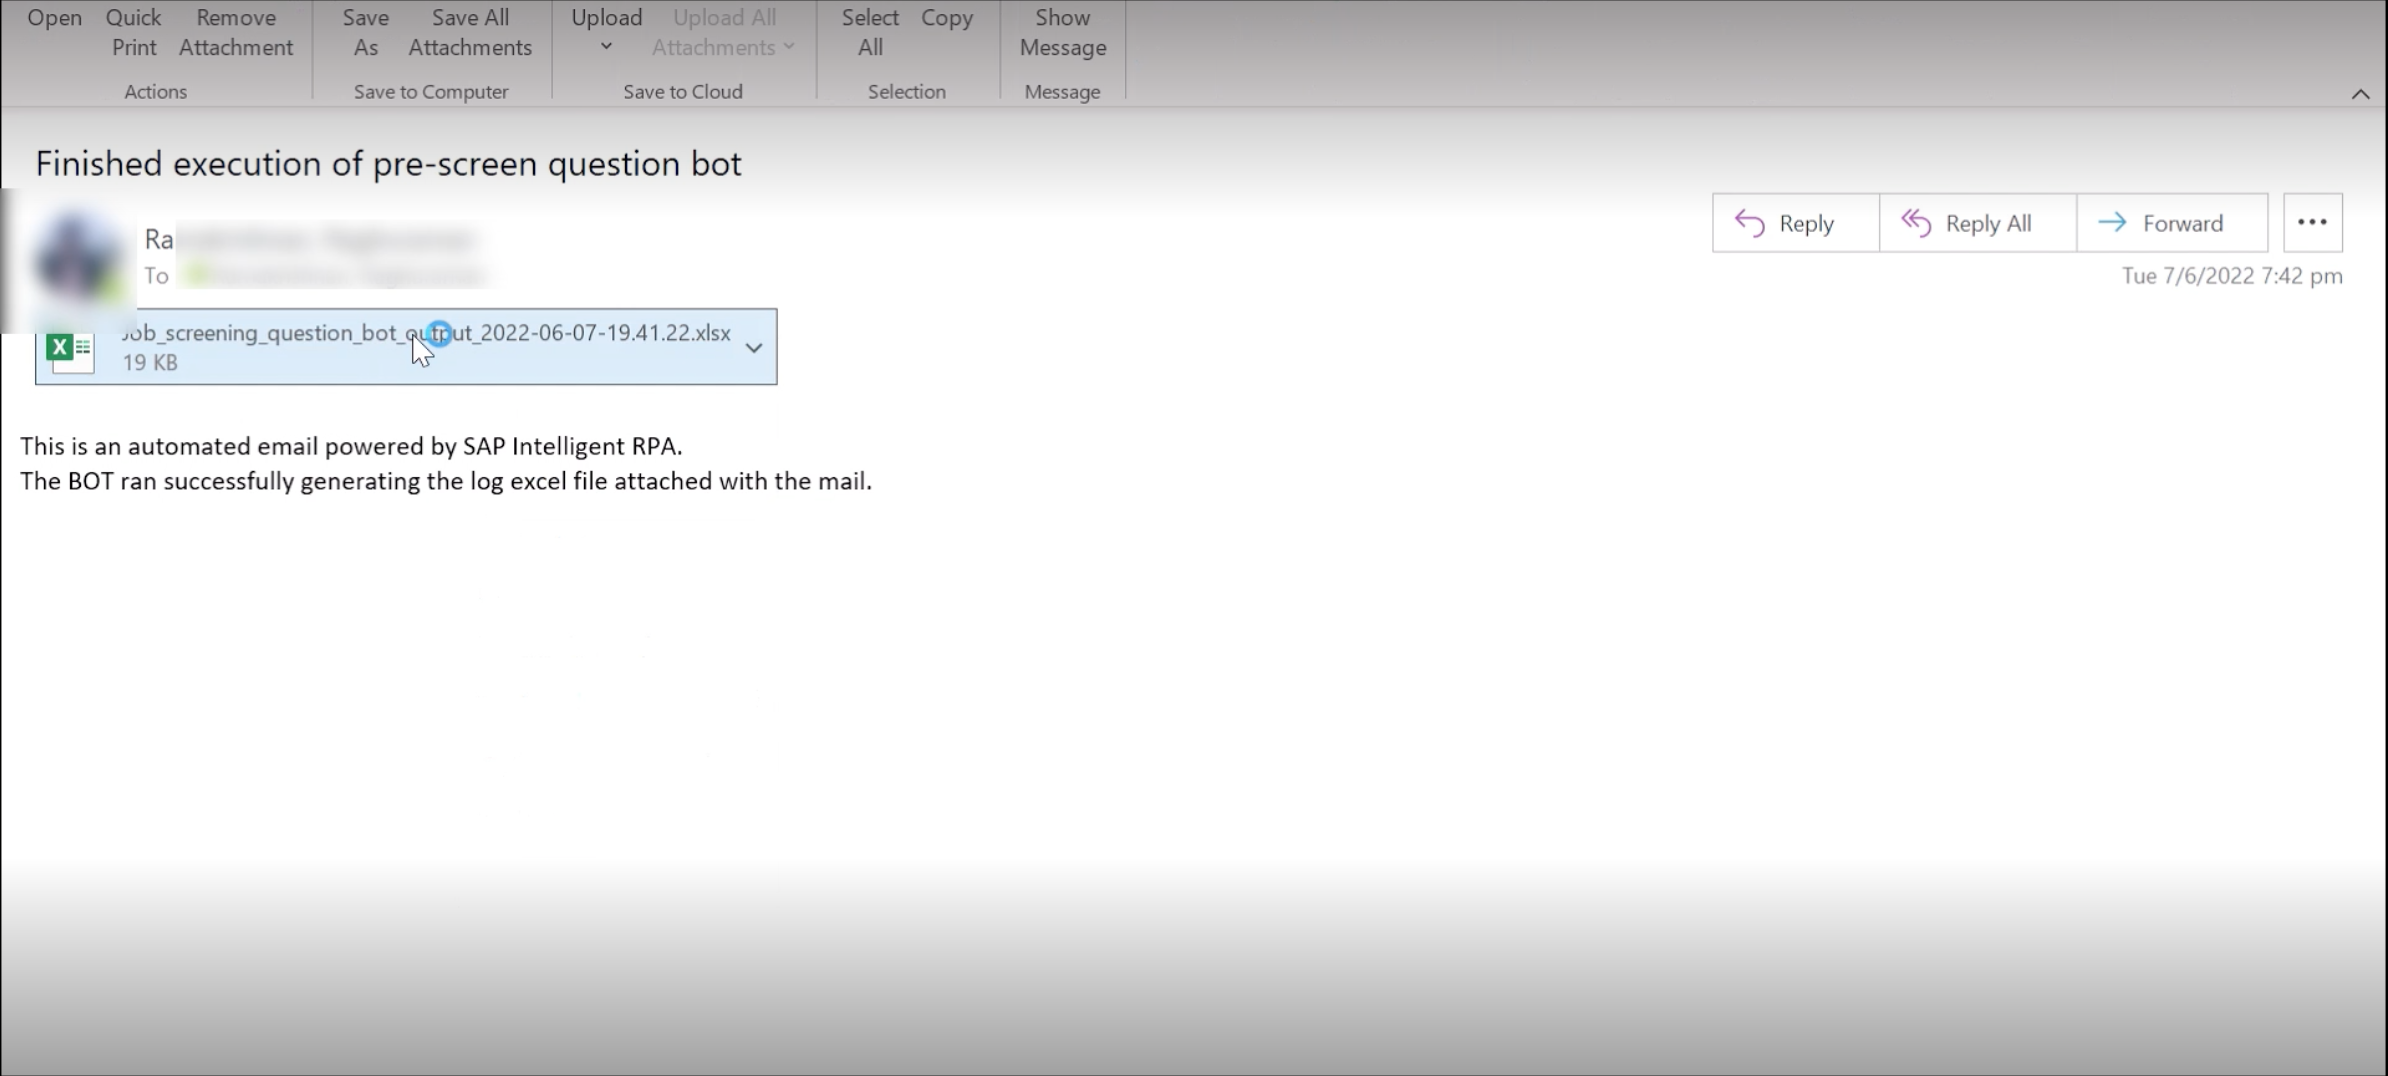 Open Quick Print Remove Attachment Save As Save All Attachments Upload Upload All Attachments Select All Copy Show Message
Actions Save to Computer Save to Cloud Selection Message
Finished execution of pre-screen question bot
Reply Reply All Forward
Ra
To
Tue 7/6/2022 7:42 pm
Job_screening_question_bot_output_2022-06-07-19.41.22.xlsx
19 KB
This is an automated email powered by SAP Intelligent RPA.
The BOT ran successfully generating the log excel file attached with the mail.